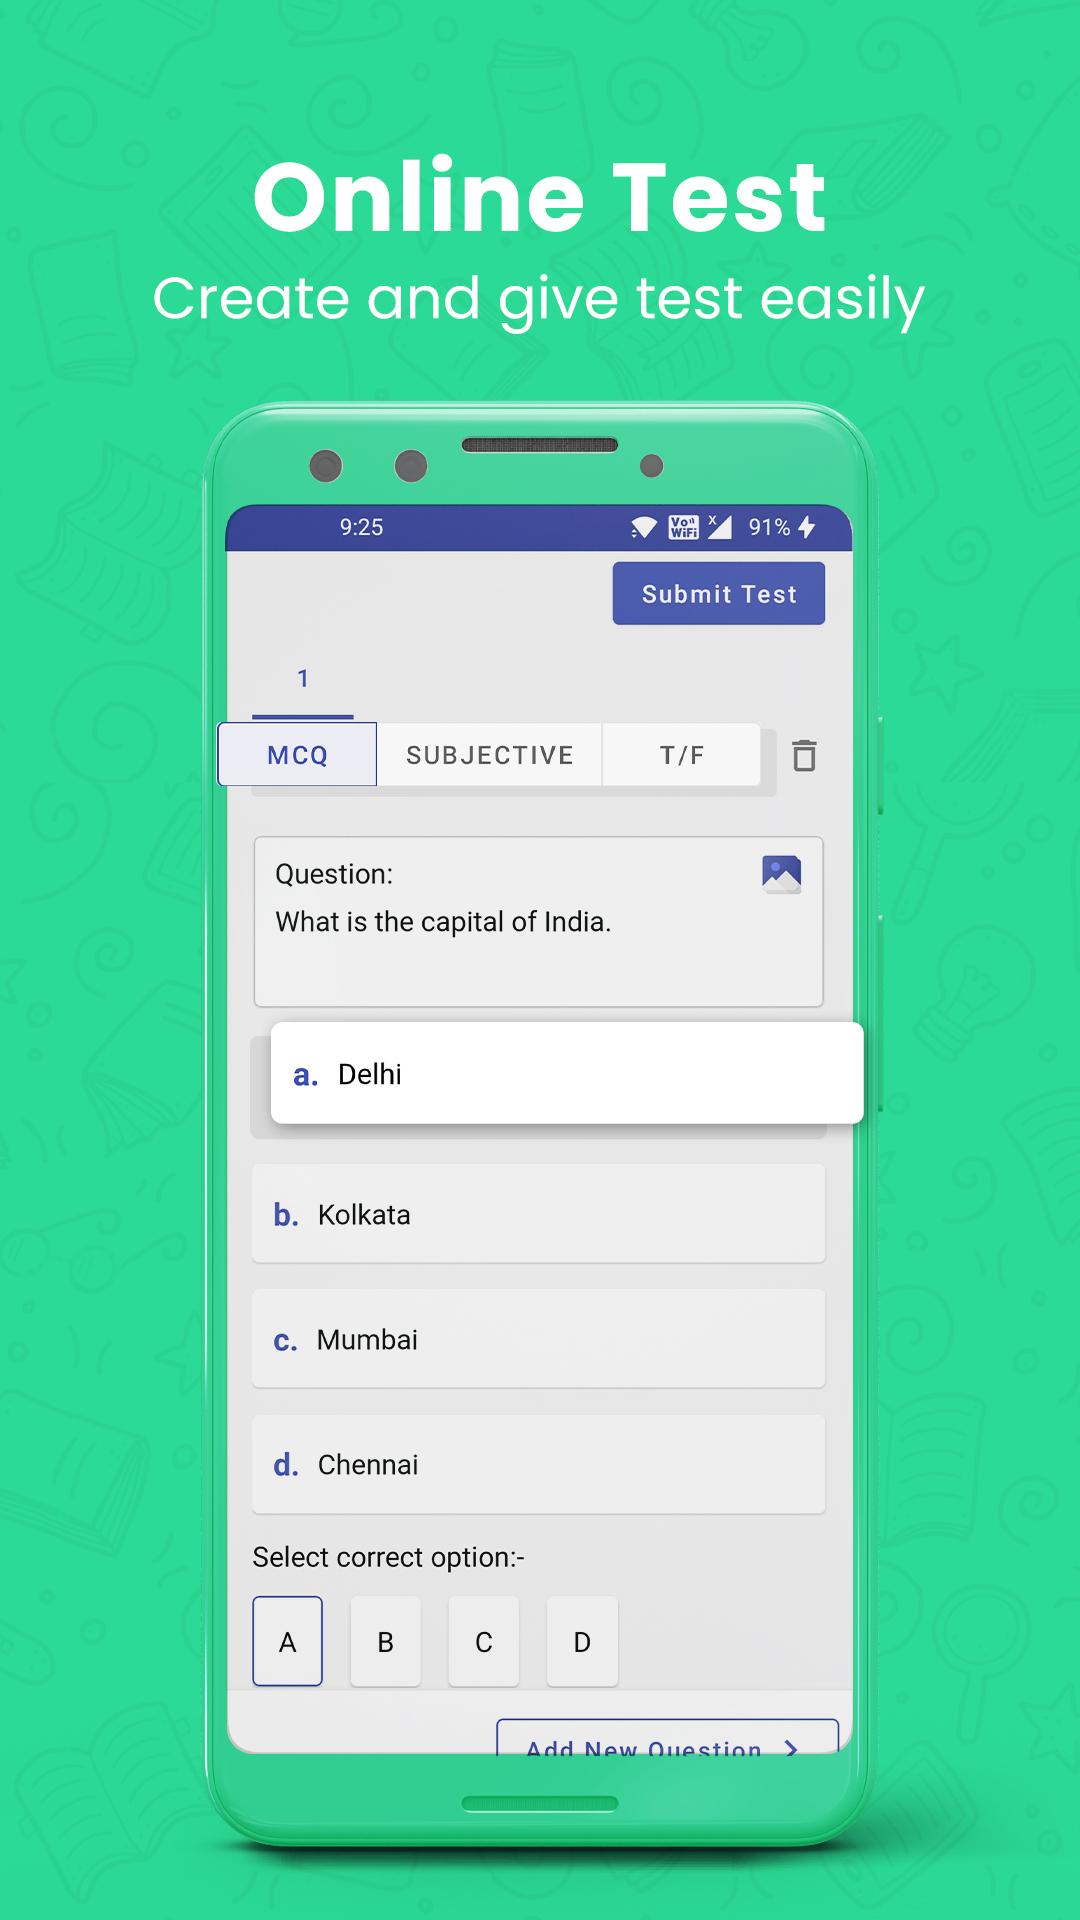 Online Test
Create and give test easily
9:25 Vo WiFi x 91%
Submit Test
1
MCQ SUBJECTIVE T/F
Question:
What is the capital of India.
a. Delhi
b. Kolkata
c. Mumbai
d. Chennai
Select correct option:-
A B C D
Add New Question